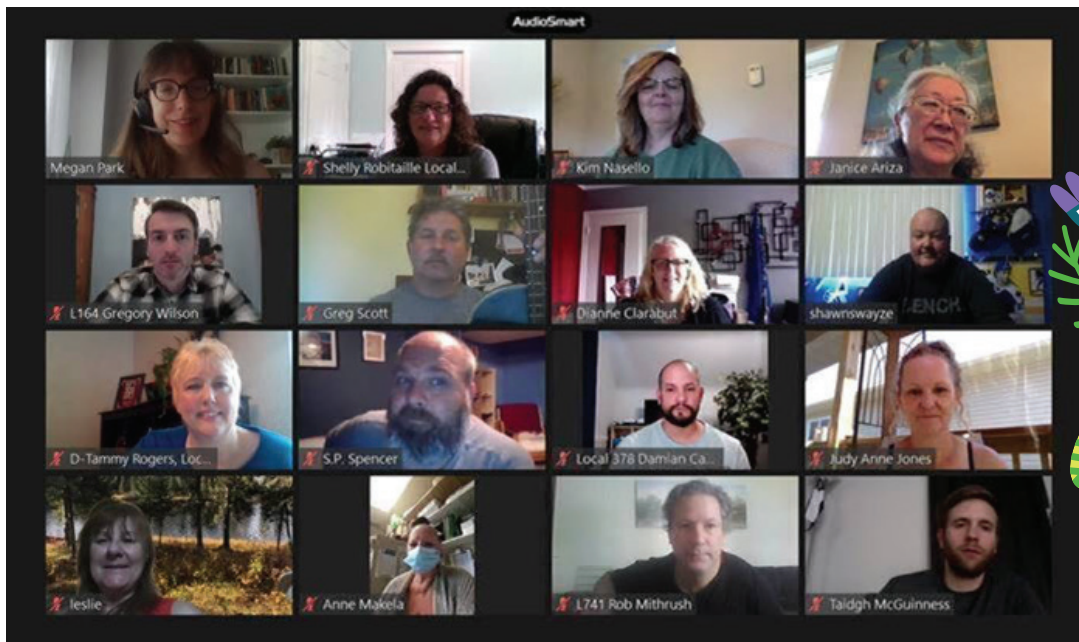 AudioSmart
Megan Park
Shelly Robitaille Local...
Kim Nasello
Janice Ariza
L164 Gregory Wilson
Greg Scott
Dianne Clarabut
shawnswayze
LENCH
D-Tammy Rogers, Loc...
S.P. Spencer
Local 378 Damian Ca...
Judy Anne Jones
leslie
Anne Makela
L741 Rob Mithrush
Taidgh McGuinness